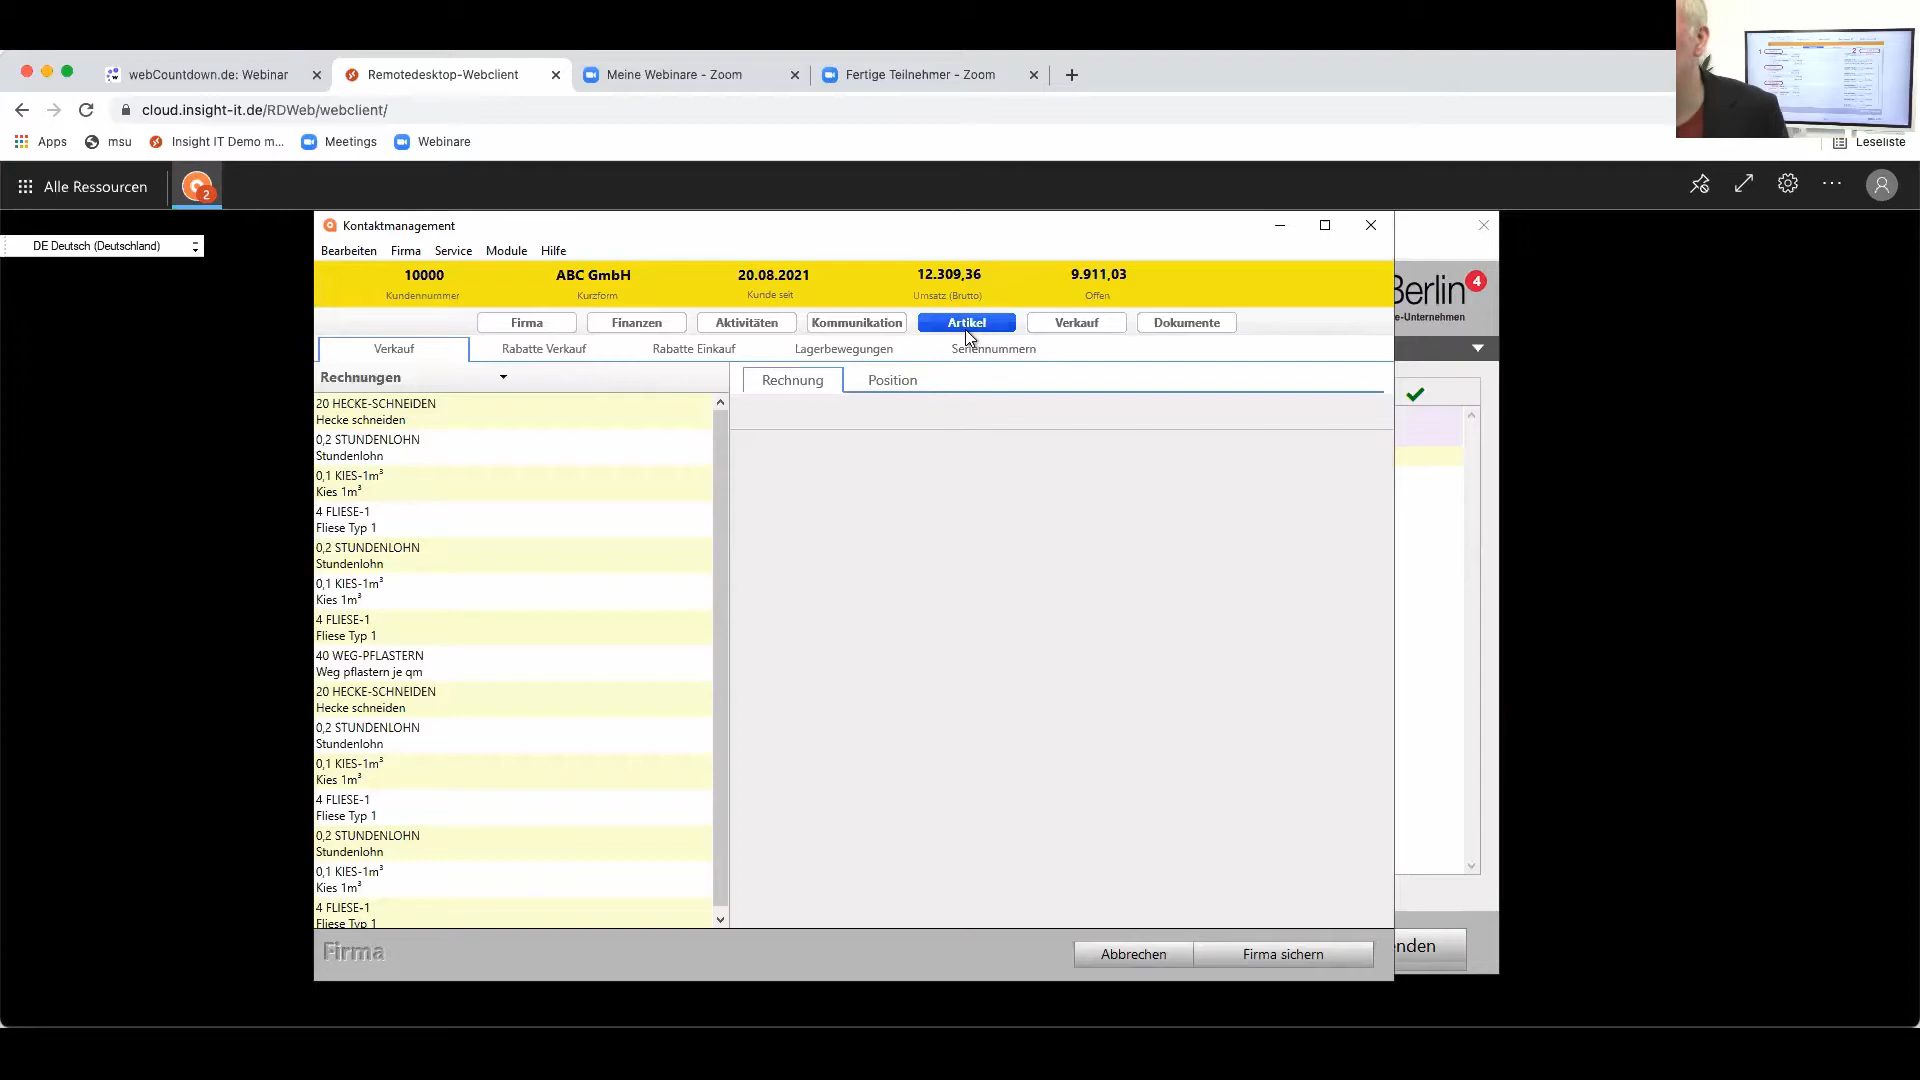 webCountdown.de: Webinar
Remotedesktop-Webclient
Meine Webinare - Zoom
Fertige Teilnehmer - Zoom
cloud.insight-it.de/RDWeb/webclient/
Apps
msu
Insight IT Demo m...
Meetings
Webinare
Leseliste
Alle Ressourcen
2
DE Deutsch (Deutschland)
Kontaktmanagement
Bearbeiten Firma Service Module Hilfe
10000 ABC GmbH 20.08.2021 12.309,36 9.911,03
Kundennummer Kurzform Kunde seit Umsatz (Brutto) Offen
Berlin 4
e-Unternehmen
Firma Finanzen Aktivitäten Kommunikation Artikel Verkauf Dokumente
Verkauf Rabatte Verkauf Rabatte Einkauf Lagerbewegungen Seriennummern
Rechnungen
Rechnung Position
20 HECKE-SCHNEIDEN
Hecke schneiden
0,2 STUNDENLOHN
Stundenlohn
0,1 KIES-1m³
Kies 1m³
4 FLIESE-1
Fliese Typ 1
0,2 STUNDENLOHN
Stundenlohn
0,1 KIES-1m³
Kies 1m³
4 FLIESE-1
Fliese Typ 1
40 WEG-PFLASTERN
Weg pflastern je qm
20 HECKE-SCHNEIDEN
Hecke schneiden
0,2 STUNDENLOHN
Stundenlohn
0,1 KIES-1m³
Kies 1m³
4 FLIESE-1
Fliese Typ 1
0,2 STUNDENLOHN
Stundenlohn
0,1 KIES-1m³
Kies 1m³
4 FLIESE-1
Fliese Typ 1
Firma
Abbrechen
Firma sichern
enden